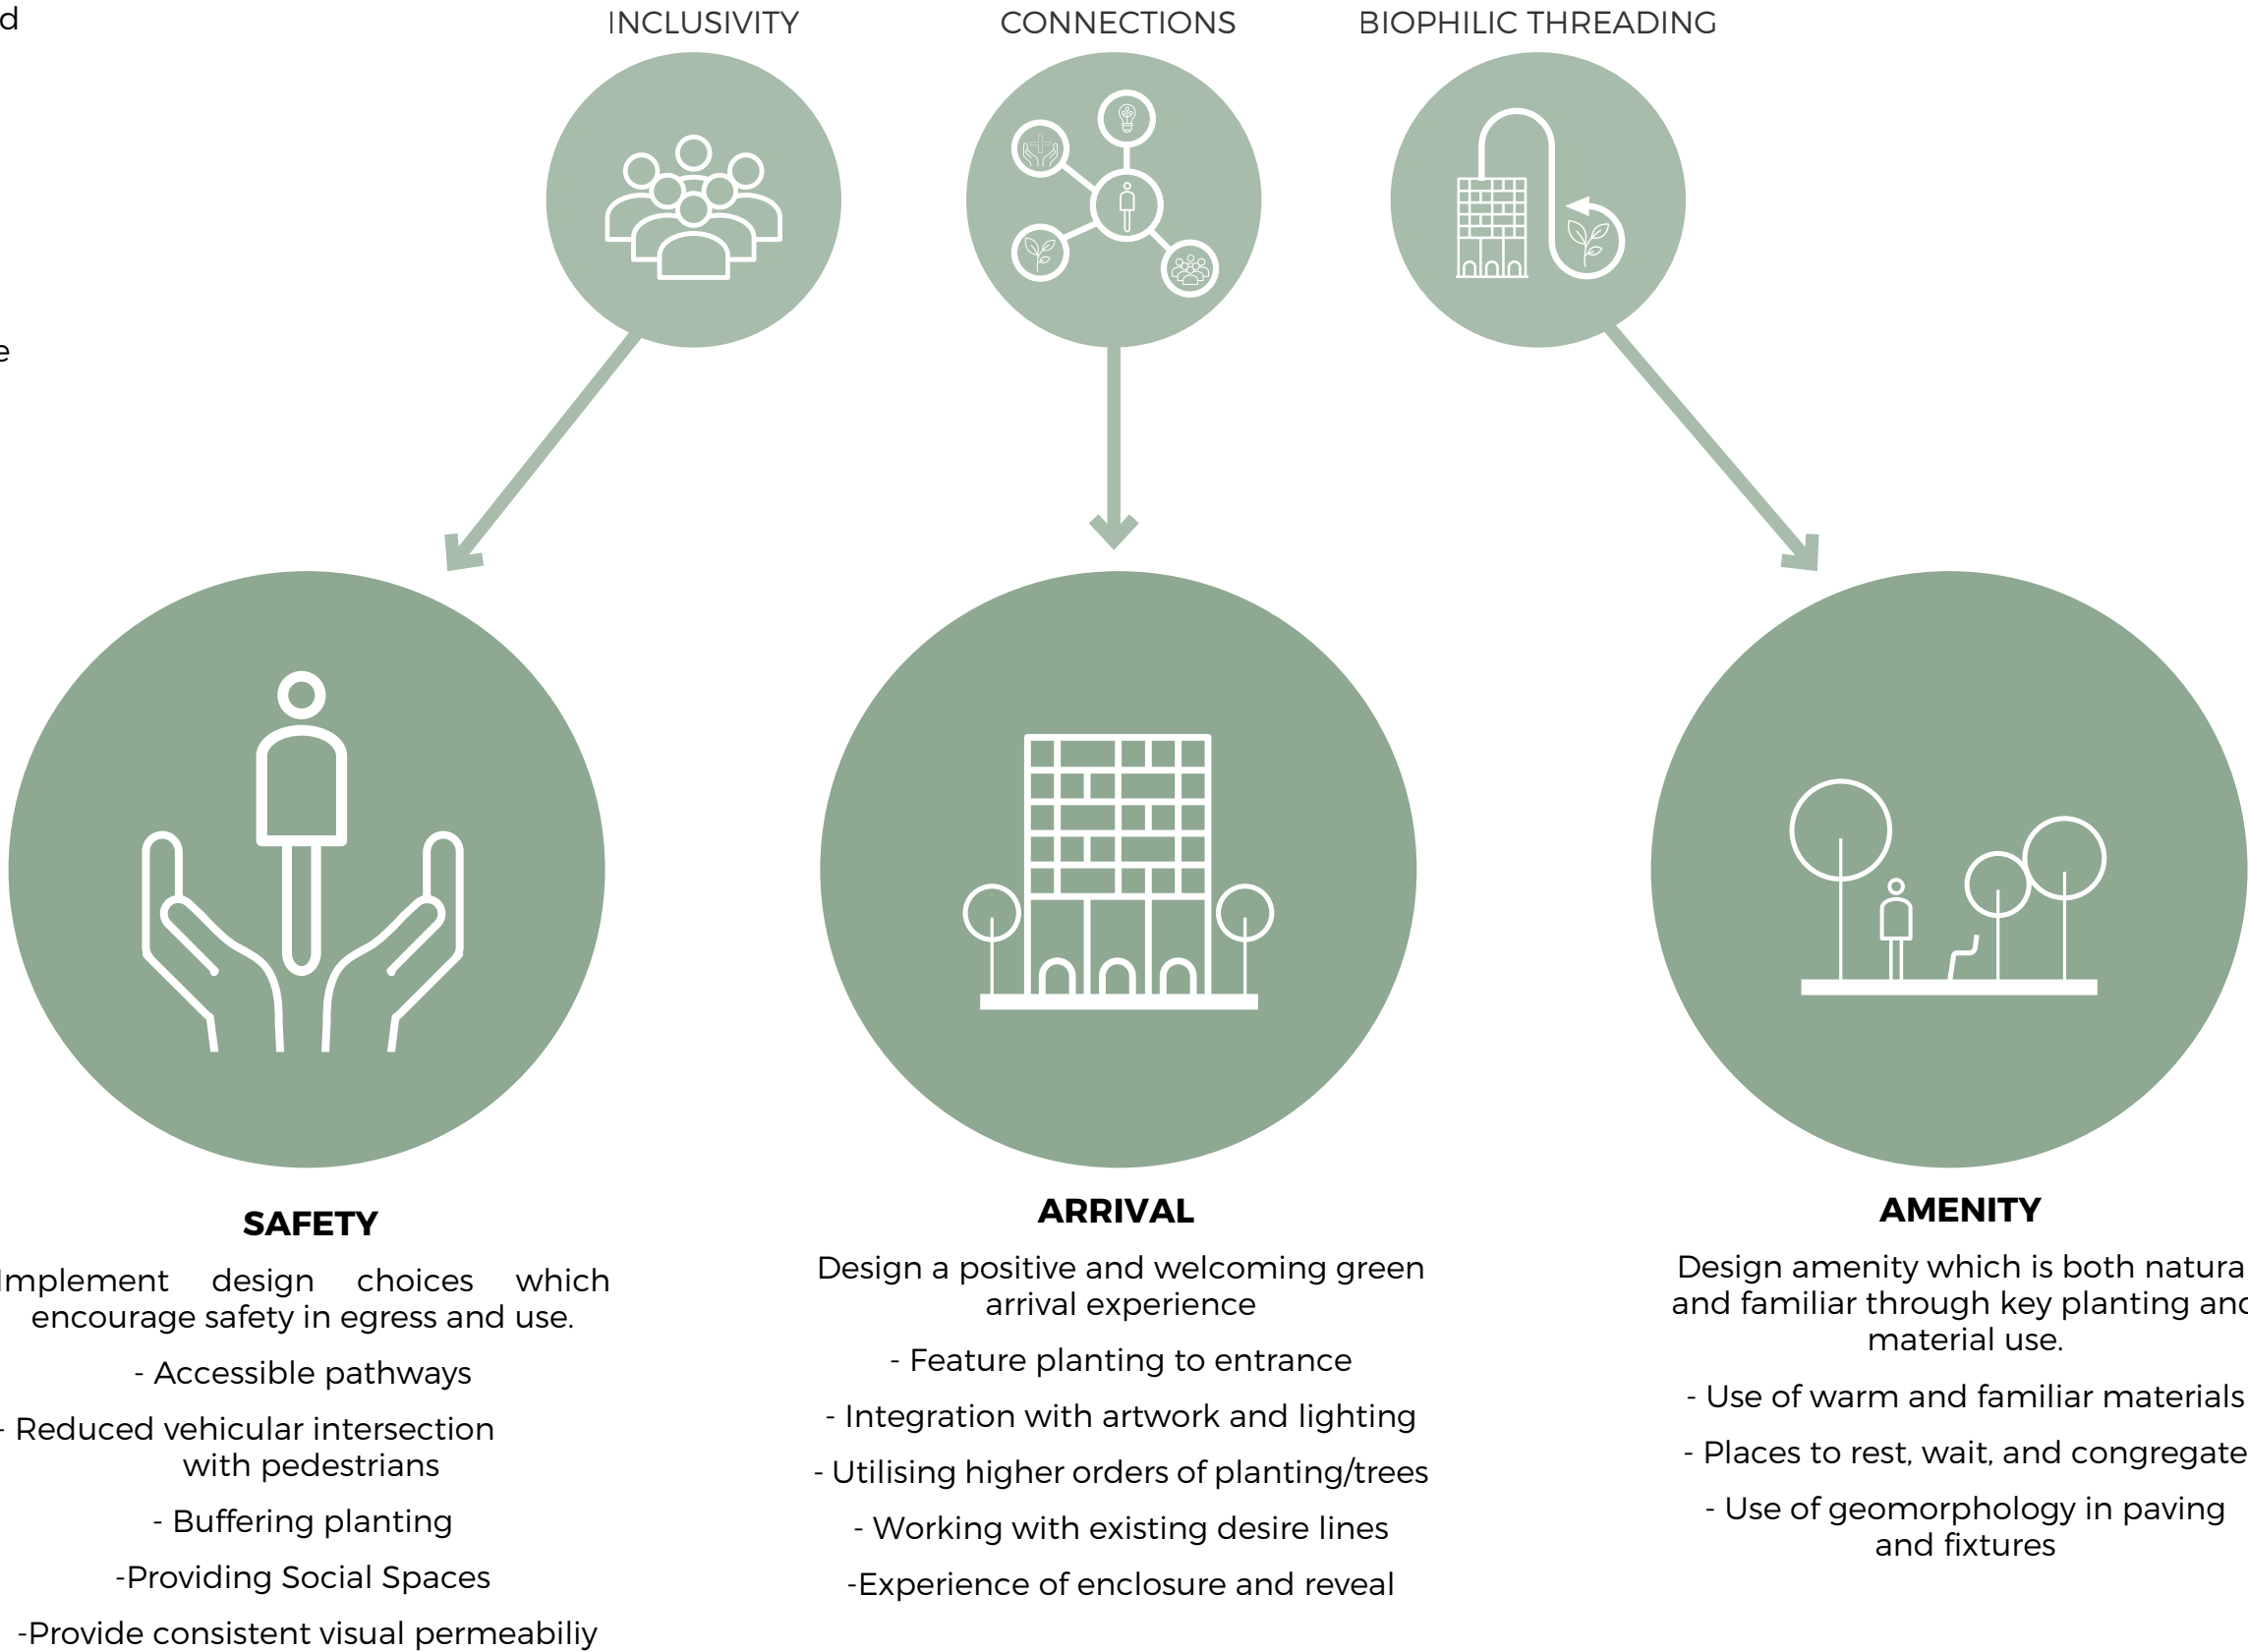 d
INCLUSIVITY
CONNECTIONS
BIOPHILIC THREADING
e
SAFETY
Implement design choices which
encourage safety in egress and use.
- Accessible pathways
- Reduced vehicular intersection
with pedestrians
- Buffering planting
-Providing Social Spaces
-Provide consistent visual permeabiliy
ARRIVAL
Design a positive and welcoming green
arrival experience
- Feature planting to entrance
- Integration with artwork and lighting
- Utilising higher orders of planting/trees
- Working with existing desire lines
-Experience of enclosure and reveal
AMENITY
Design amenity which is both natura
and familiar through key planting and
material use.
- Use of warm and familiar materials
- Places to rest, wait, and congregate
- Use of geomorphology in paving
and fixtures